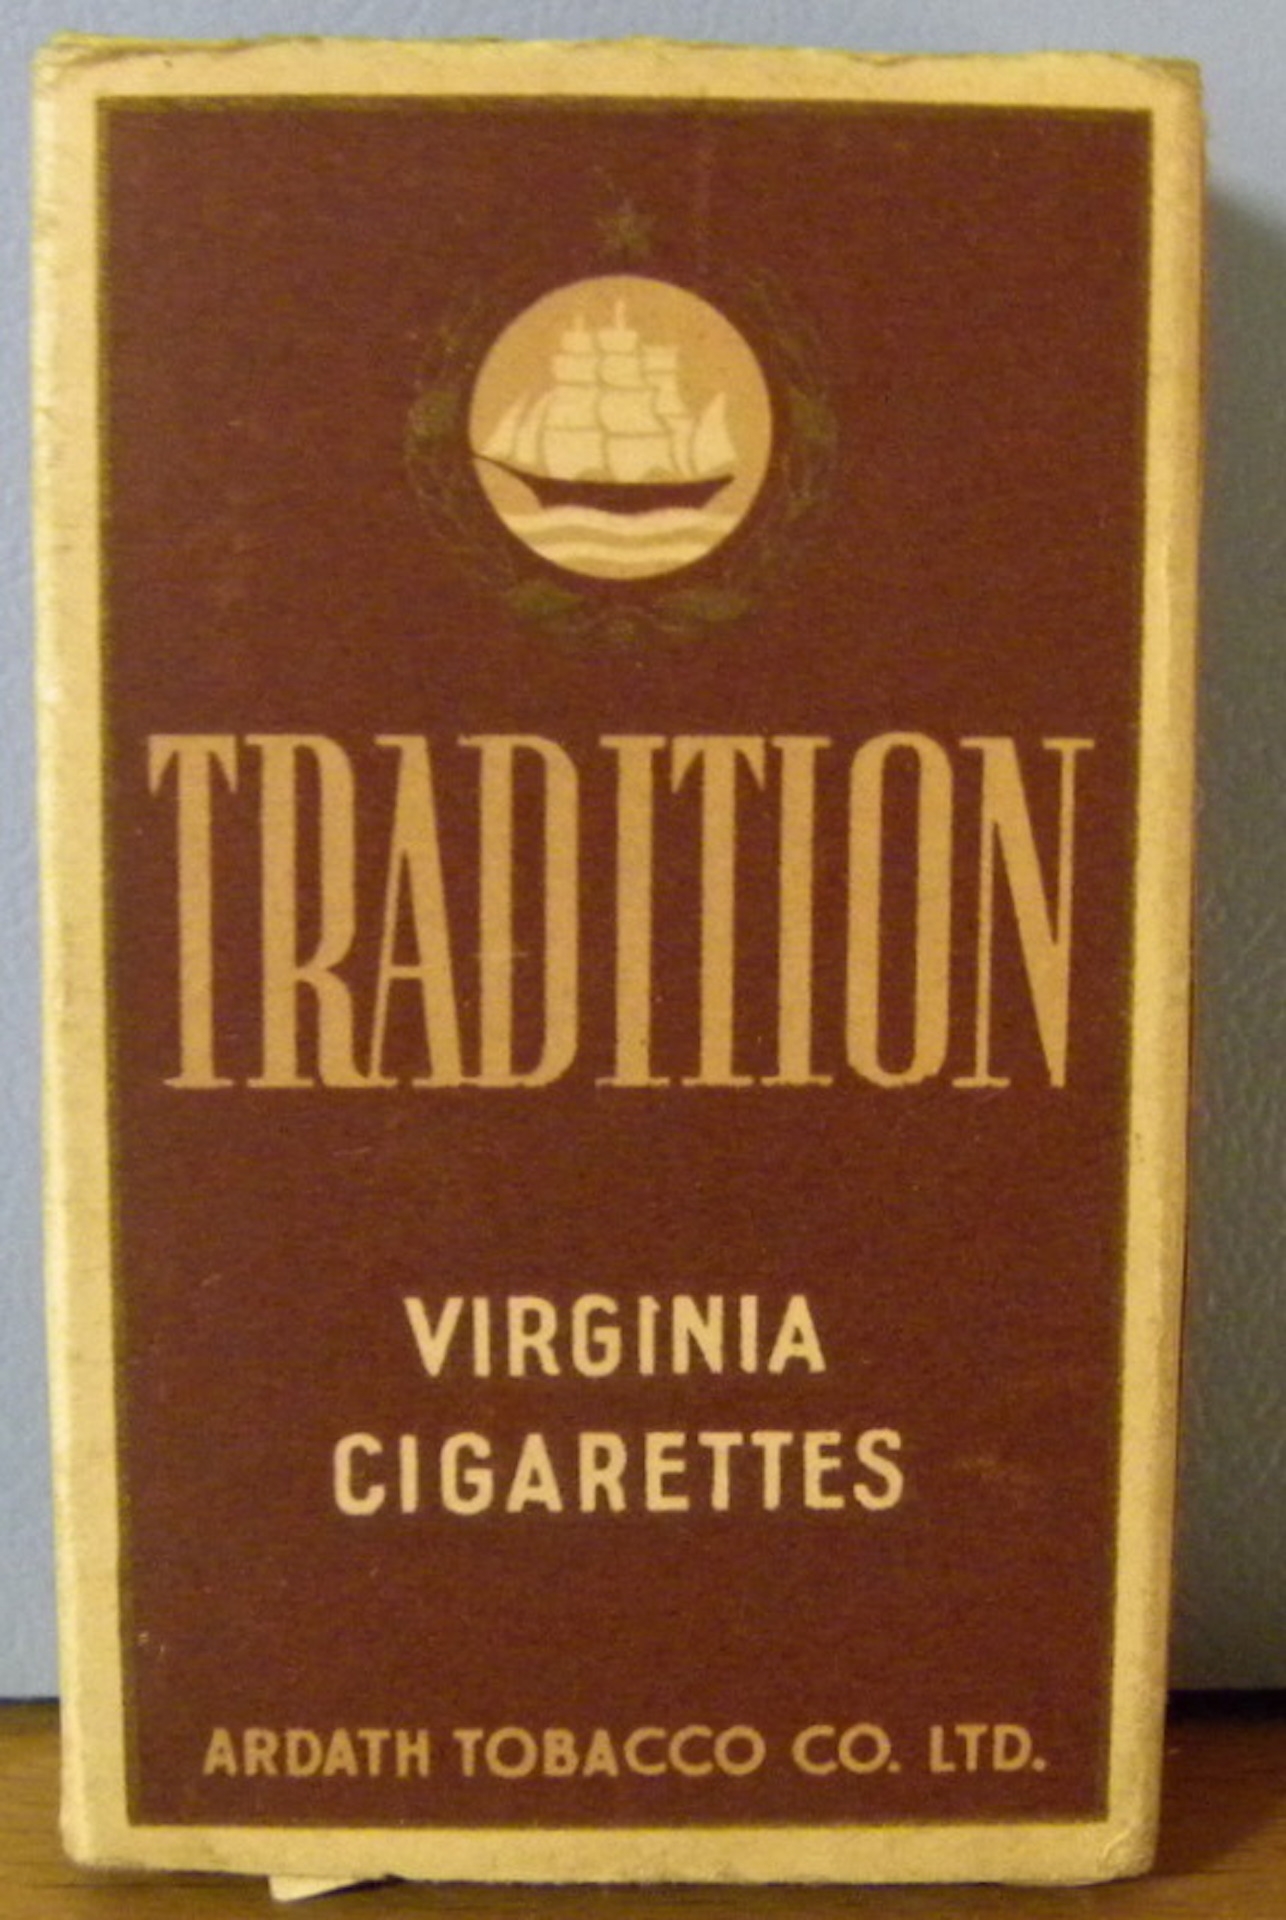 TRADITION
VIRGINIA
CIGARETTES
ARDATH TOBACCO CO. LTD.